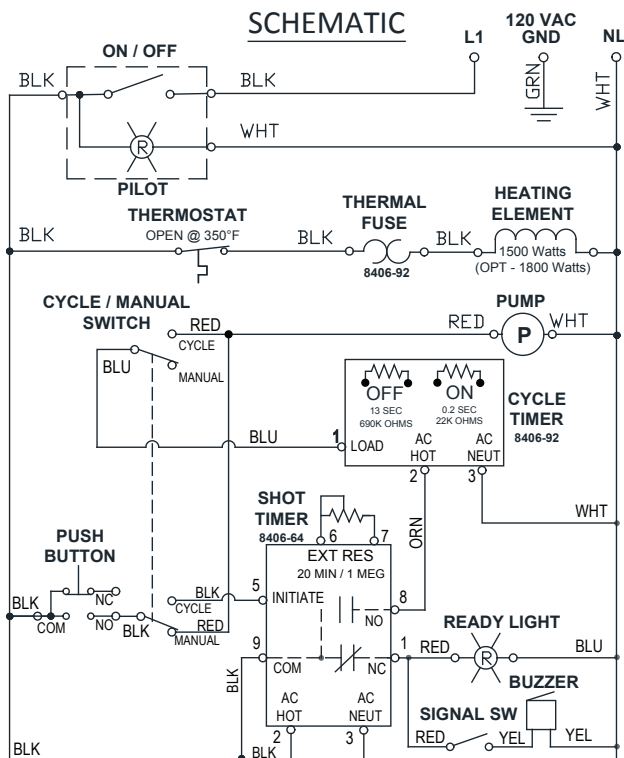 SCHEMATIC
L1
120 VAC
GND
NL
ON / OFF
BLK
BLK
WHT
R
PILOT
GRN
WHT
THERMOSTAT
OPEN @ 350°F
BLK
BLK
THERMAL
FUSE
8406-92
BLK
HEATING
ELEMENT
1500 Watts
(OPT - 1800 Watts)
CYCLE / MANUAL
SWITCH
RED
CYCLE
BLU
MANUAL
BLU
RED
PUMP
P
WHT
OFF
13 SEC
690K OHMS
ON
0.2 SEC
22K OHMS
CYCLE
TIMER
8406-92
1
LOAD
AC
HOT
AC
NEUT
2
3
ORN
WHT
SHOT
TIMER
8406-64
6
7
EXT RES
20 MIN / 1 MEG
PUSH
BUTTON
BLK
NC
COM
NO
BLK
BLK
CYCLE
RED
MANUAL
5
INITIATE
8
NO
9
COM
1
NC
BLK
AC
HOT
AC
NEUT
2
3
READY LIGHT
RED
R
BLU
BUZZER
SIGNAL SW
RED
YEL
YEL
BLK
BLK